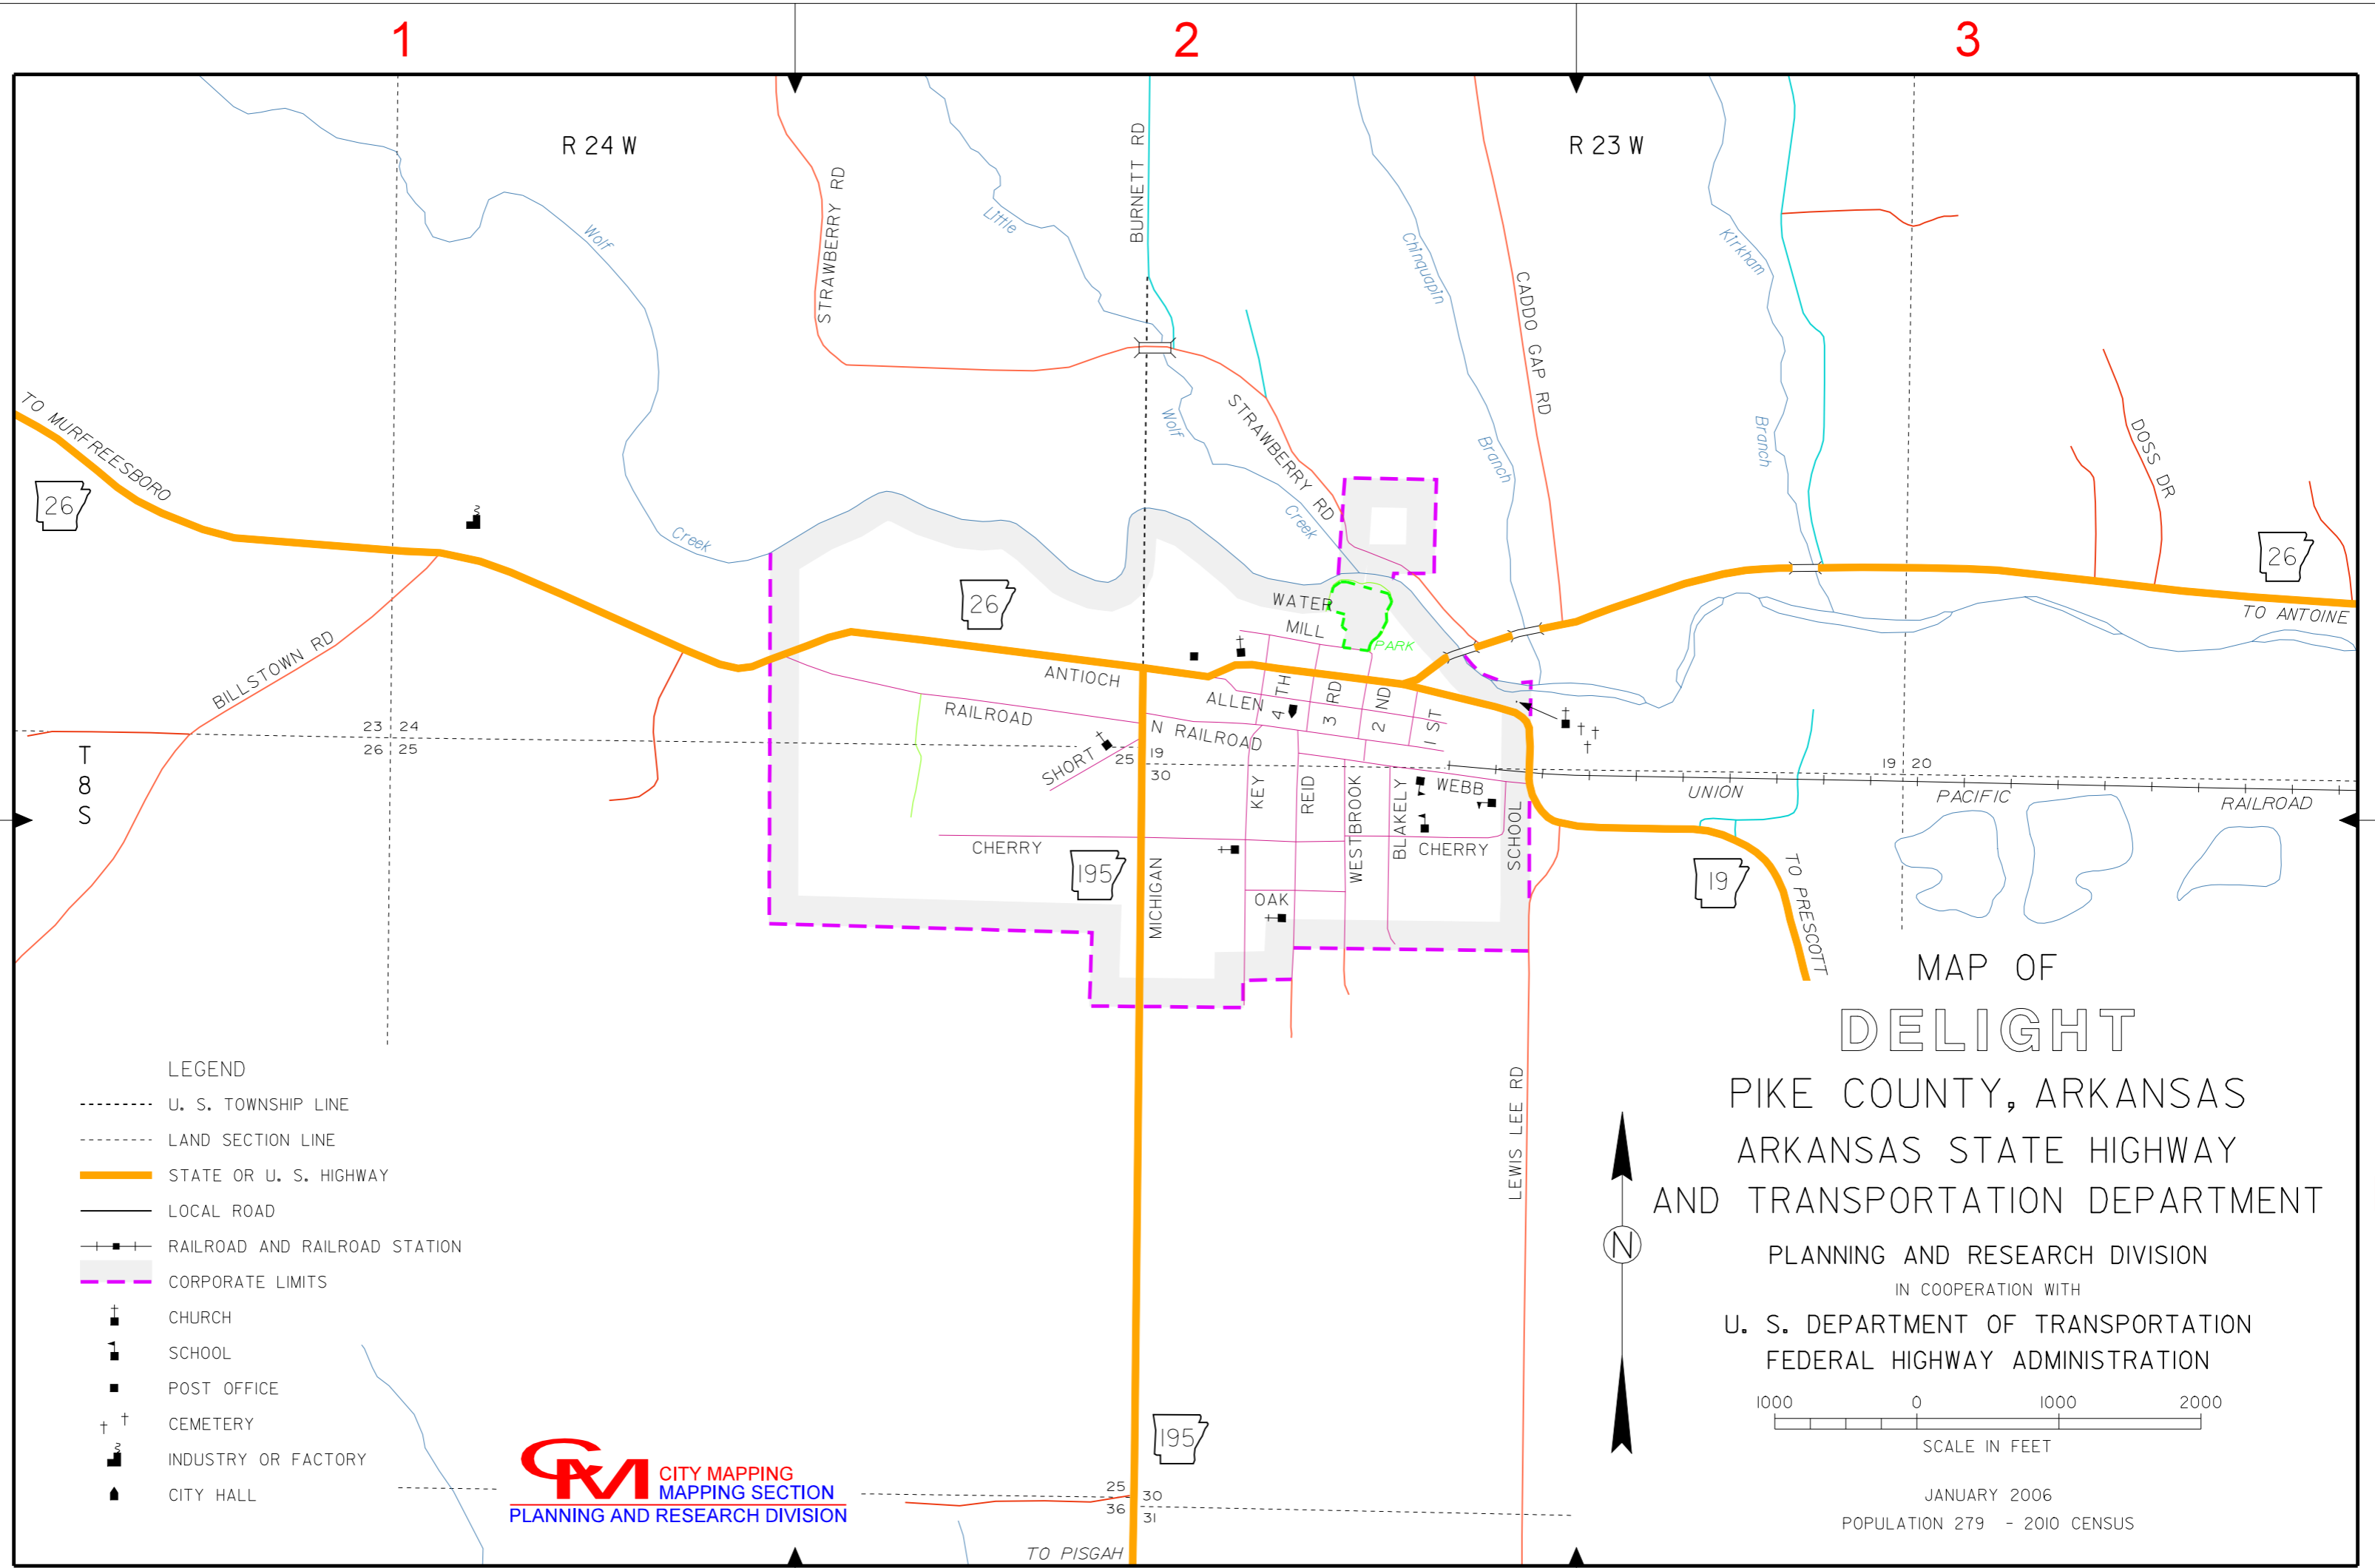 1
2
3
R 24 W
R 23 W
STRAWBERRY RD
BURNETT RD
Wolf
Little
Chinquapin
Kirkham
CADDO GAP RD
TO MURFREESBORO
26
Wolf
STRAWBERRY RD
Branch
Branch
DOSS DR
Creek
Creek
26
26
TO ANTOINE
WATER
MILL
PARK
BILLSTOWN RD
ANTIOCH
ALLEN
4 TH
3 RD
2 ND
1 ST
RAILROAD
N RAILROAD
23 24
26 25
SHORT
25
19
30
19 20
T
8
S
KEY
REID
WESTBROOK
BLAKELY
WEBB
SCHOOL
UNION
PACIFIC
RAILROAD
CHERRY
CHERRY
195
MICHIGAN
OAK
19
TO PRESCOTT
LEWIS LEE RD
MAP OF
DELIGHT
PIKE COUNTY, ARKANSAS
ARKANSAS STATE HIGHWAY
AND TRANSPORTATION DEPARTMENT
PLANNING AND RESEARCH DIVISION
IN COOPERATION WITH
U. S. DEPARTMENT OF TRANSPORTATION
FEDERAL HIGHWAY ADMINISTRATION
N
1000 0 1000 2000
SCALE IN FEET
JANUARY 2006
POPULATION 279 - 2010 CENSUS
LEGEND
U. S. TOWNSHIP LINE
LAND SECTION LINE
STATE OR U. S. HIGHWAY
LOCAL ROAD
RAILROAD AND RAILROAD STATION
CORPORATE LIMITS
CHURCH
SCHOOL
POST OFFICE
CEMETERY
INDUSTRY OR FACTORY
CITY HALL
CM
CITY MAPPING
MAPPING SECTION
PLANNING AND RESEARCH DIVISION
195
25
30
36
31
TO PISGAH